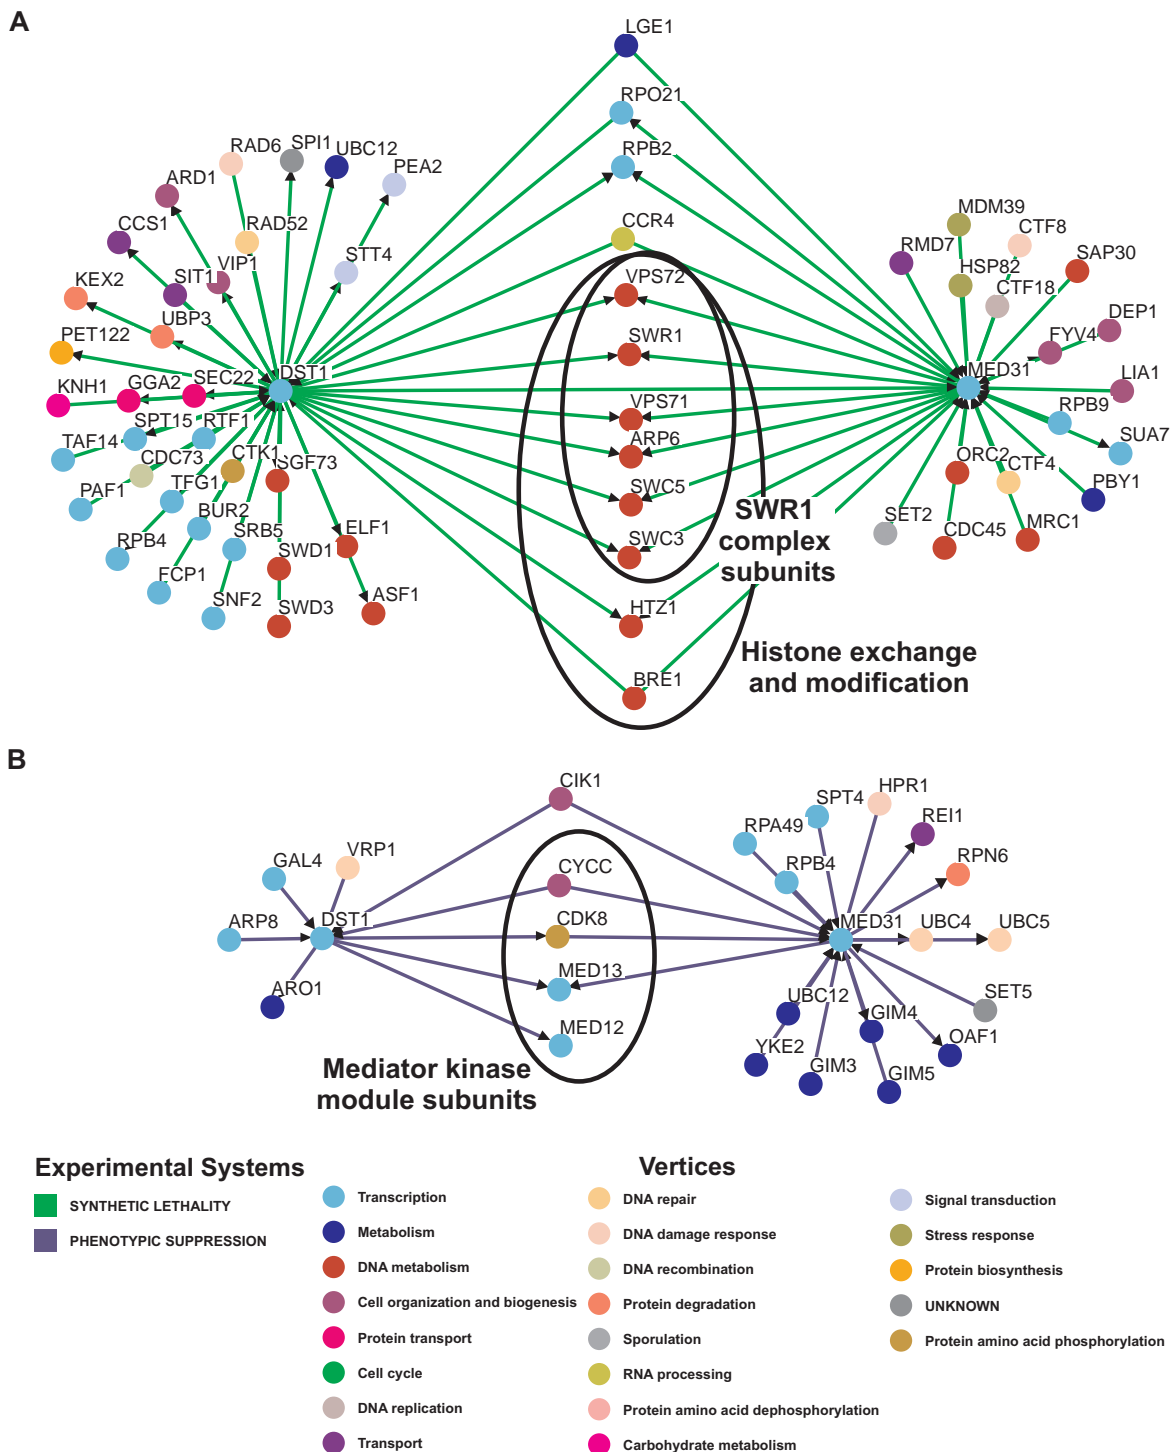 A
LGE1
RPO21
RPB2
CCR4
VPS72
SWR1
VPS71
ARP6
SWC5
SWC3
HTZ1
BRE1
RAD6
SPI1
UBC12
PEA2
ARD1
RAD52
STT4
CCS1
SIT1
VIP1
KEX2
UBP3
PET122
DST1
KNH1
GGA2
SEC22
SPT15
RTF1
TAF14
CDC73
CTK1
SGF73
PAF1
TFG1
BUR2
RPB4
SRB5
ELF1
FCP1
SWD1
SNF2
SWD3
ASF1
MDM39
CTF8
RMD7
HSP82
SAP30
CTF18
DEP1
FYV4
MED31
LIA1
RPB9
SUA7
ORC2
CTF4
PBY1
SET2
CDC45
MRC1
SWR1
complex
subunits
Histone exchange
and modification
B
CIK1
CYCC
CDK8
MED13
MED12
GAL4
VRP1
ARP8
DST1
ARO1
SPT4
HPR1
RPA49
REI1
RPB4
RPN6
MED31
UBC4
UBC5
UBC12
GIM4
SET5
YKE2
GIM3
GIM5
OAF1
Mediator kinase
module subunits
Experimental Systems
SYNTHETIC LETHALITY
PHENOTYPIC SUPPRESSION
Vertices
Transcription
Metabolism
DNA metabolism
Cell organization and biogenesis
Protein transport
Cell cycle
DNA replication
Transport
DNA repair
DNA damage response
DNA recombination
Protein degradation
Sporulation
RNA processing
Protein amino acid dephosphorylation
Carbohydrate metabolism
Signal transduction
Stress response
Protein biosynthesis
UNKNOWN
Protein amino acid phosphorylation